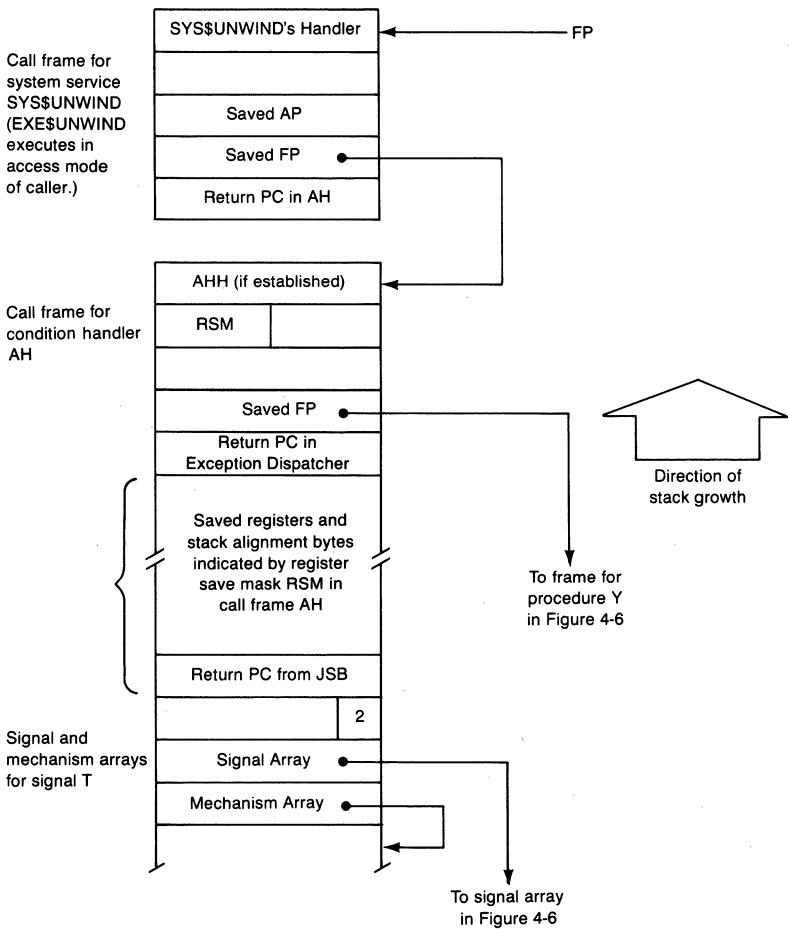 SYS$UNWIND's Handler
FP
Call frame for
system service
SYS$UNWIND
(EXE$UNWIND
executes in
access mode
of caller.)
Saved AP
Saved FP
Return PC in AH
AHH (if established)
Call frame for
condition handler
AH
RSM
Saved FP
Return PC in
Exception Dispatcher
Direction of
stack growth
Saved registers and
stack alignment bytes
indicated by register
save mask RSM in
call frame AH
To frame for
procedure Y
in Figure 4-6
Return PC from JSB
2
Signal and
mechanism arrays
for signal T
Signal Array
Mechanism Array
To signal array
in Figure 4-6